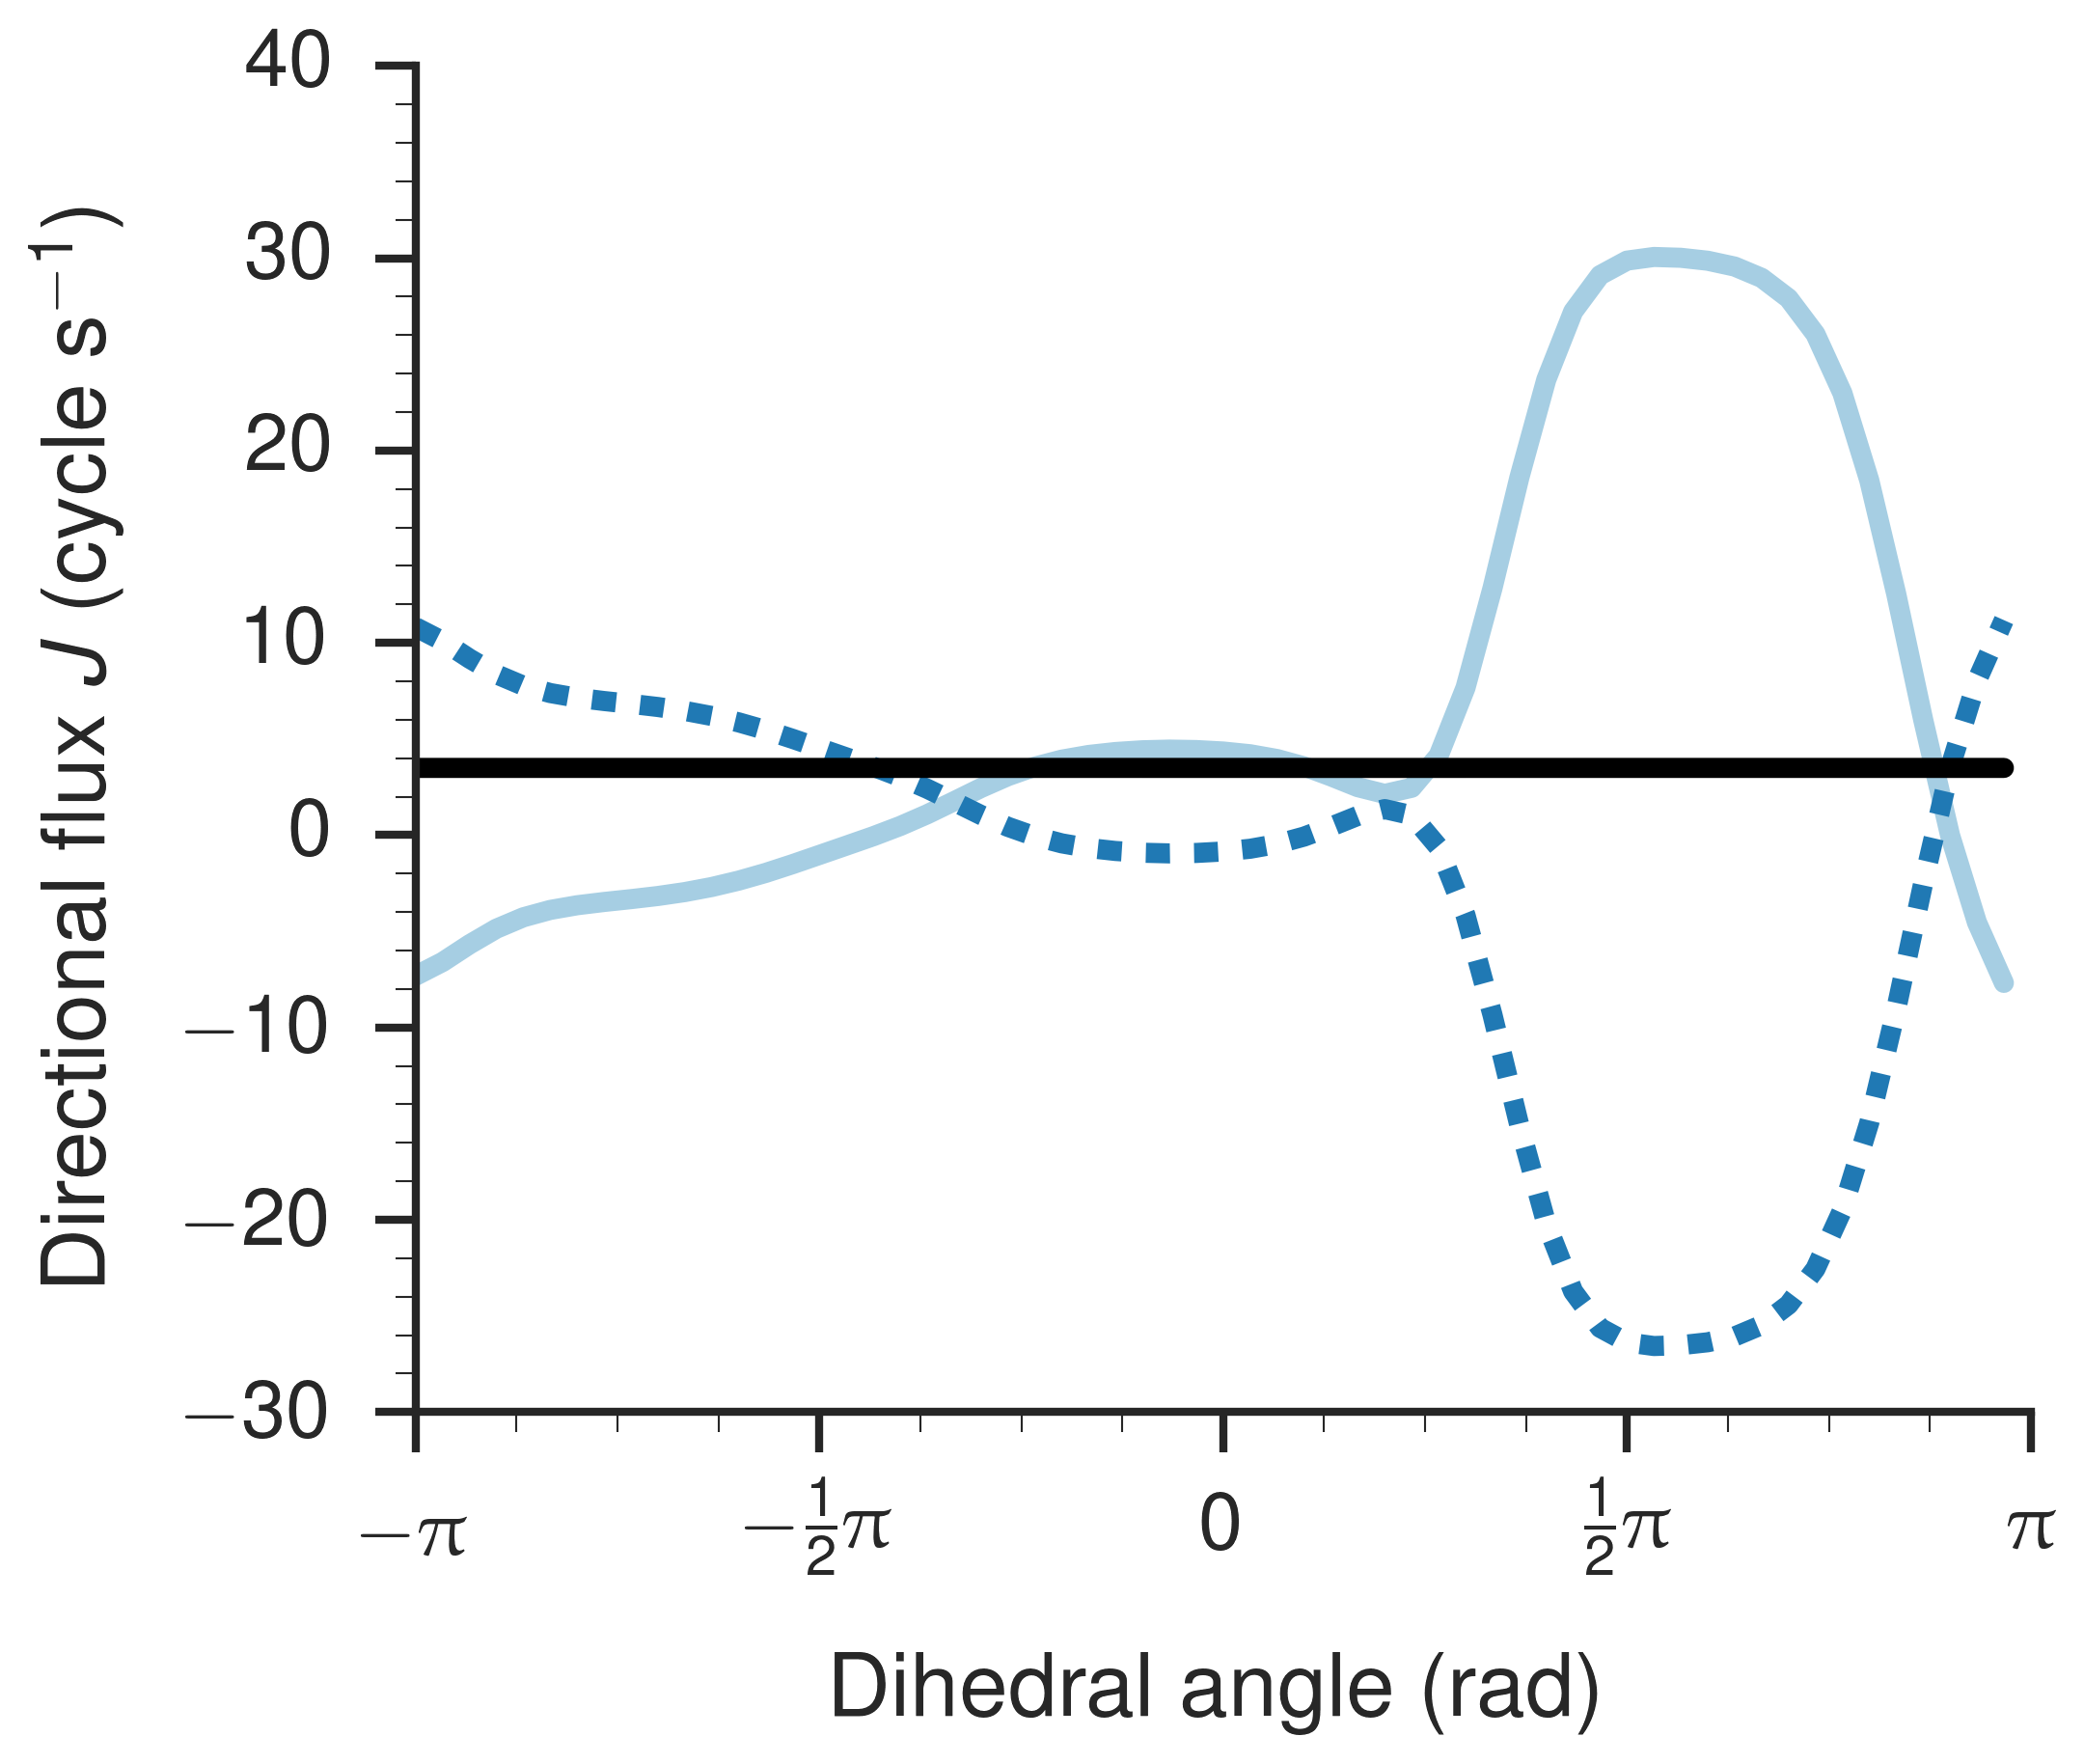 Directional flux J (cycle s⁻¹)
40
30
20
10
0
−10
−20
−30
−π
−½π
0
½π
π
Dihedral angle (rad)